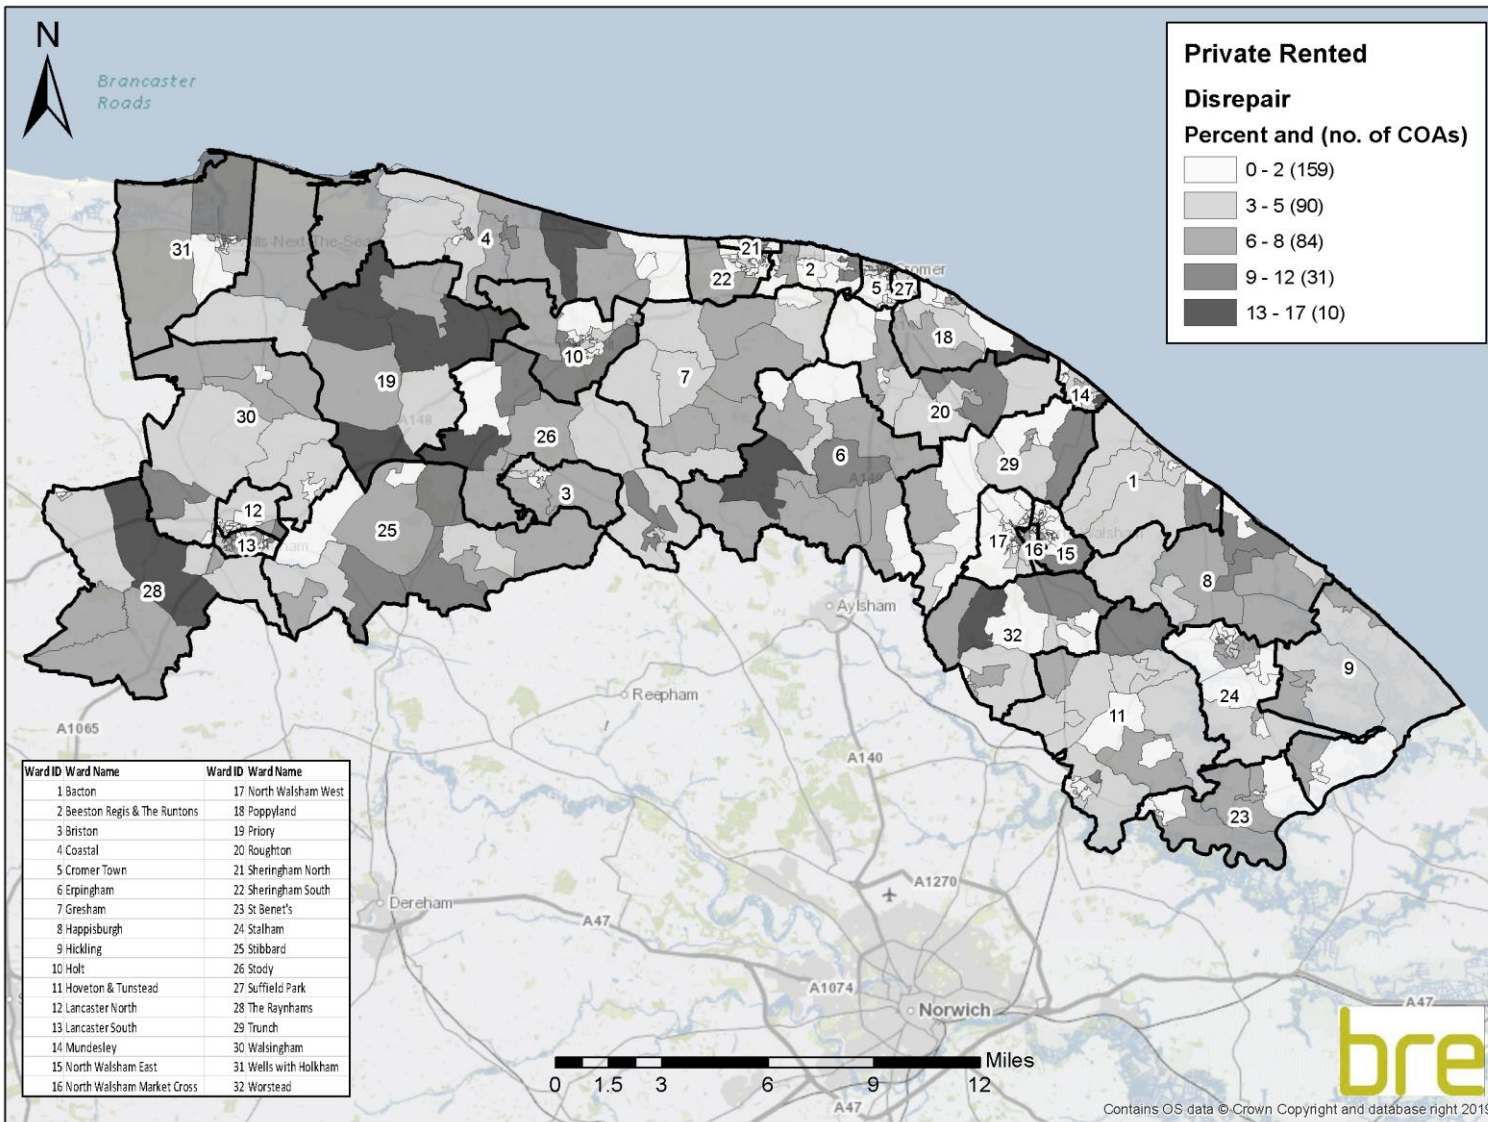 N
Brancaster
Roads
Private Rented
Disrepair
Percent and (no. of COAs)
0 - 2 (159)
3 - 5 (90)
6 - 8 (84)
9 - 12 (31)
13 - 17 (10)
31
4
21
22
2
5
27
Cromer
18
10
7
19
A148
30
20
14
26
6
29
1
3
12
25
17
16
15
13
28
8
Aylsham
32
9
Reepham
24
11
A1065
A140
23
Ward ID Ward Name Ward ID Ward Name
1 Bacton 17 North Walsham West
2 Beeston Regis & The Runtons 18 Poppyland
3 Briston 19 Priory
4 Coastal 20 Roughton
5 Cromer Town 21 Sheringham North
6 Erpingham 22 Sheringham South
7 Gresham 23 St Benet's
8 Happisburgh 24 Stalham
9 Hickling 25 Stibbard
10 Holt 26 Stody
11 Hoveton & Tunstead 27 Suffield Park
12 Lancaster North 28 The Raynhams
13 Lancaster South 29 Trunch
14 Mundesley 30 Walsingham
15 North Walsham East 31 Wells with Holkham
16 North Walsham Market Cross 32 Worstead
A1270
Dereham
A47
A1074
Norwich
A47
bre
Miles
0 1.5 3 6 9 12
A47
Contains OS data © Crown Copyright and database right 2019